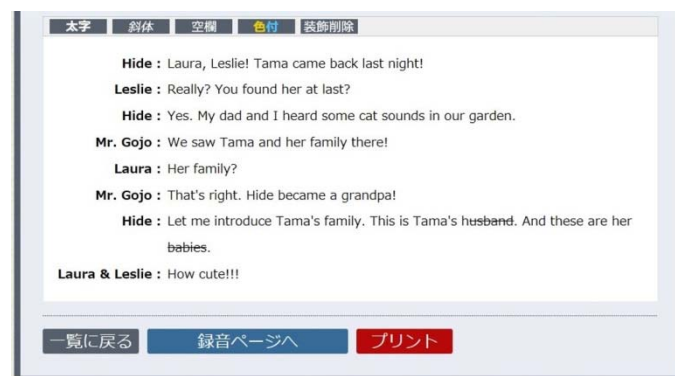 太字 斜体 空欄 色付 装飾削除
Hide : Laura, Leslie! Tama came back last night!
Leslie : Really? You found her at last?
Hide : Yes. My dad and I heard some cat sounds in our garden.
Mr. Gojo : We saw Tama and her family there!
Laura : Her family?
Mr. Gojo : That's right. Hide became a grandpa!
Hide : Let me introduce Tama's family. This is Tama's husband. And these are her
babies.
Laura & Leslie : How cute!!!
一覧に戻る 録音ページへ プリント